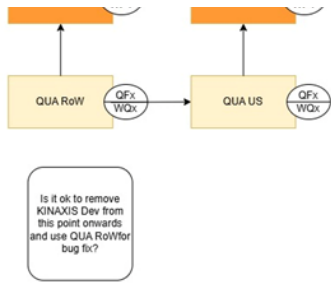 QUA RoW
QFx
WQx
QUA US
QFx
WQx
Is it ok to remove
KINAXIS Dev from
this point onwards
and use QUA RoWfor
bug fix?